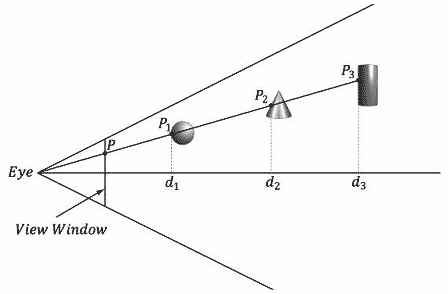 P₃
P₂
P₁
P
Eye
d₁
d₂
d₃
View Window